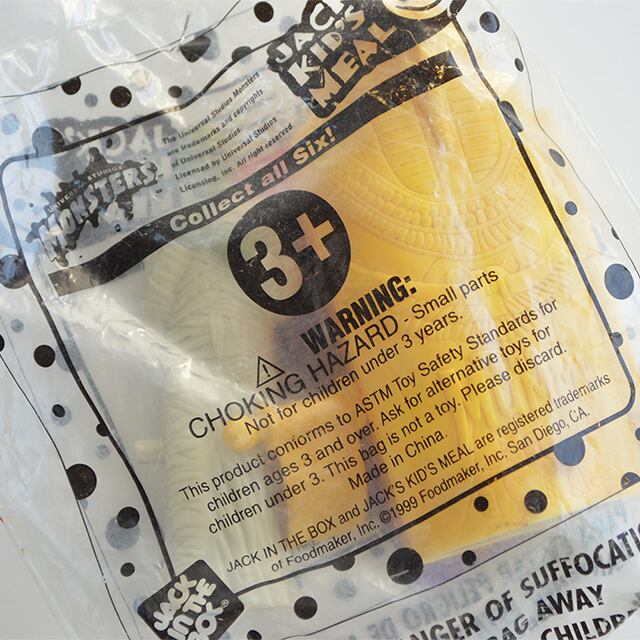 JACK'S
KID'S
MEAL
The Universal Studios Monsters
are trademarks and copyrights
of Universal Studios.
Licensed by Universal Studios
Licensing, Inc. All right reserved.
MONSTERS
Collect all Six!
3+
WARNING:
CHOKING HAZARD - Small parts
Not for children under 3 years.
This product conforms to ASTM Toy Safety Standards for
children ages 3 and over. Ask for alternative toys for
children under 3. This bag is not a toy. Please discard.
Made in China.
JACK IN THE BOX and JACK'S KID'S MEAL are registered trademarks
of Foodmaker, Inc. ©1999 Foodmaker, Inc. San Diego, CA.
JACK
IN THE
BOX
AWAY